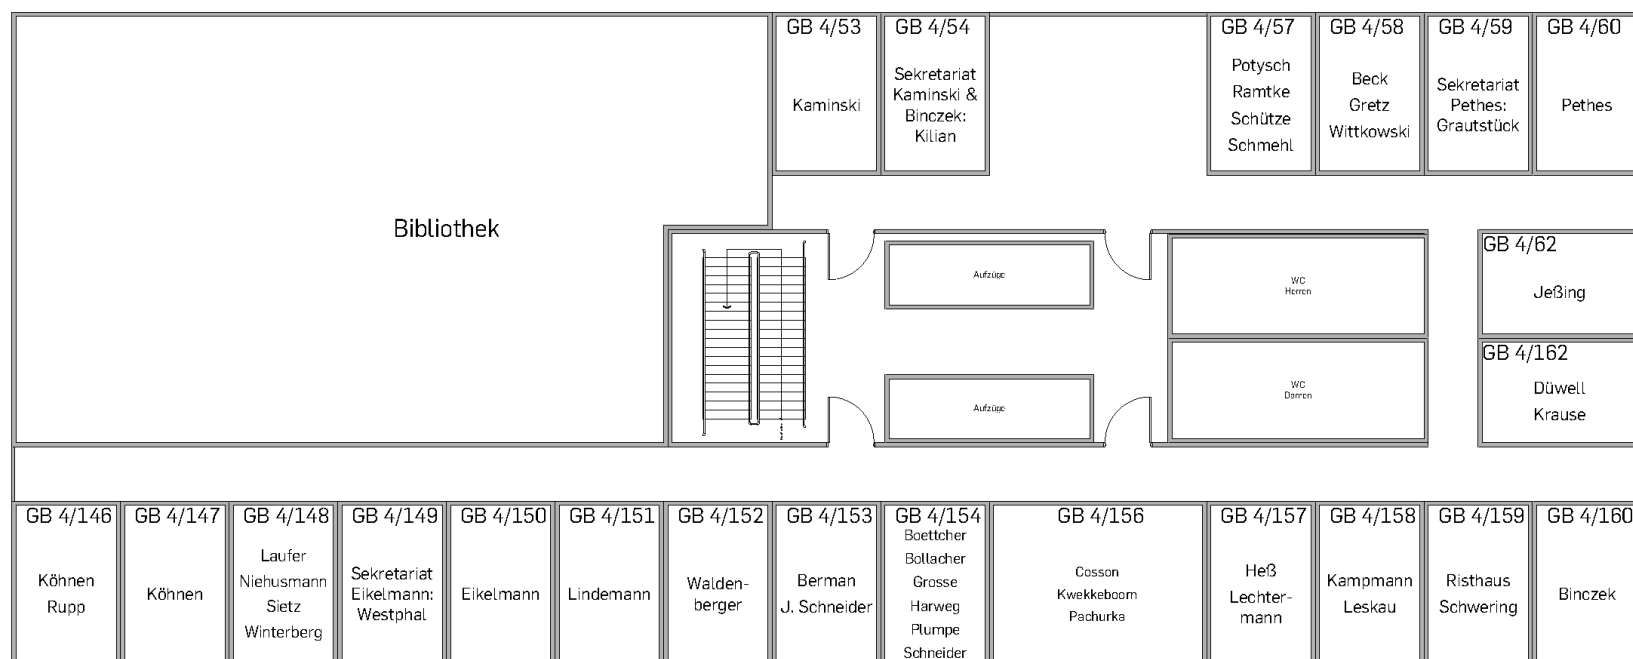 GB 4/53
Kaminski
GB 4/54
Sekretariat
Kaminski &
Binczek:
Kilian
GB 4/57
Potysch
Ramtke
Schütze
Schmehl
GB 4/58
Beck
Gretz
Wittkowski
GB 4/59
Sekretariat
Pethes:
Grautstück
GB 4/60
Pethes
Bibliothek
Aufzüge
WC
Herren
GB 4/62
Jeßing
Aufzüge
WC
Damen
GB 4/162
Düwell
Krause
GB 4/146
Köhnen
Rupp
GB 4/147
Köhnen
GB 4/148
Laufer
Niehusmann
Sietz
Winterberg
GB 4/149
Sekretariat
Eikelmann:
Westphal
GB 4/150
Eikelmann
GB 4/151
Lindemann
GB 4/152
Walden-
berger
GB 4/153
Berman
J. Schneider
GB 4/154
Boettcher
Bollacher
Grosse
Harweg
Plumpe
Schneider
GB 4/156
Cosson
Kwekkeboom
Pachurka
GB 4/157
Heß
Lechter-
mann
GB 4/158
Kampmann
Leskau
GB 4/159
Risthaus
Schwering
GB 4/160
Binczek